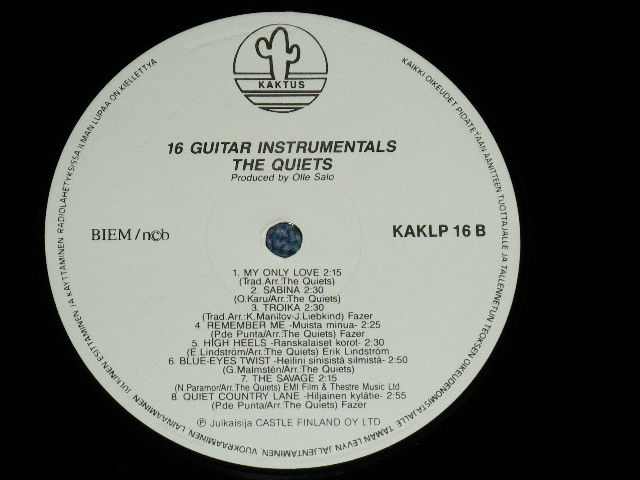 KAKTUS
16 GUITAR INSTRUMENTALS
THE QUIETS
Produced by Olle Salo
BIEM/ncb
KAKLP 16 B
1. MY ONLY LOVE 2:15
(Trad.Arr.:The Quiets)
2. SABINA 2:30
(O.Karu/Arr.:The Quiets)
3. TROIKA 2:30
(Trad.Arr.:K.Manilov-J.Liebkind) Fazer
4. REMEMBER ME -Muista minua- 2:25
(P.de Punta/Arr.:The Quiets) Fazer
5. HIGH HEELS -Ranskalaiset korot- 2:30
(E.Lindström/Arr.:The Quiets) Erik Lindström
6. BLUE-EYES TWIST -Heilini sinisistä silmistä- 2:50
(G.Malmstén/Arr.:The Quiets)
7. THE SAVAGE 2:15
(N.Paramor/Arr.:The Quiets) EMI Film & Theatre Music Ltd.
8. QUIET COUNTRY LANE -Hiljainen kylätie- 2:55
(P.de Punta/Arr.:The Quiets) Fazer
Ⓟ Julkaisija CASTLE FINLAND OY LTD
KAIKKI OIKEUDET PIDÄTETÄÄN ÄÄNITTEEN TUOTTAJALLE JA TALLENNETUN TEOKSEN OIKEUDENOMISTAJALLE. TÄMÄN LEVYN JÄLJENTÄMINEN, VUOKRAAMINEN, LAINAAMINEN, JULKINEN ESITTÄMINEN JA KÄYTTÄMINEN RADIOLÄHETYKSISSÄ ILMAN LUPAA ON KIELLETTYÄ